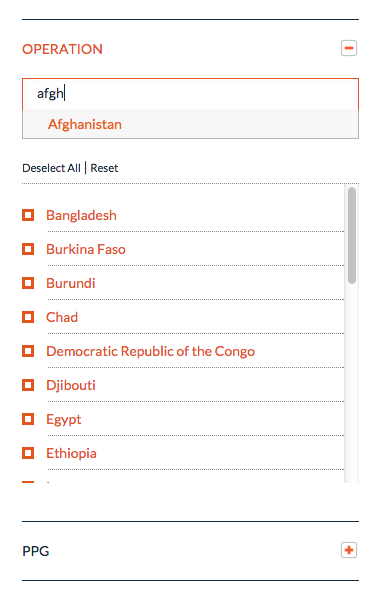 OPERATION
afgh
Afghanistan
Deselect All | Reset
Bangladesh
Burkina Faso
Burundi
Chad
Democratic Republic of the Congo
Djibouti
Egypt
Ethiopia
PPG